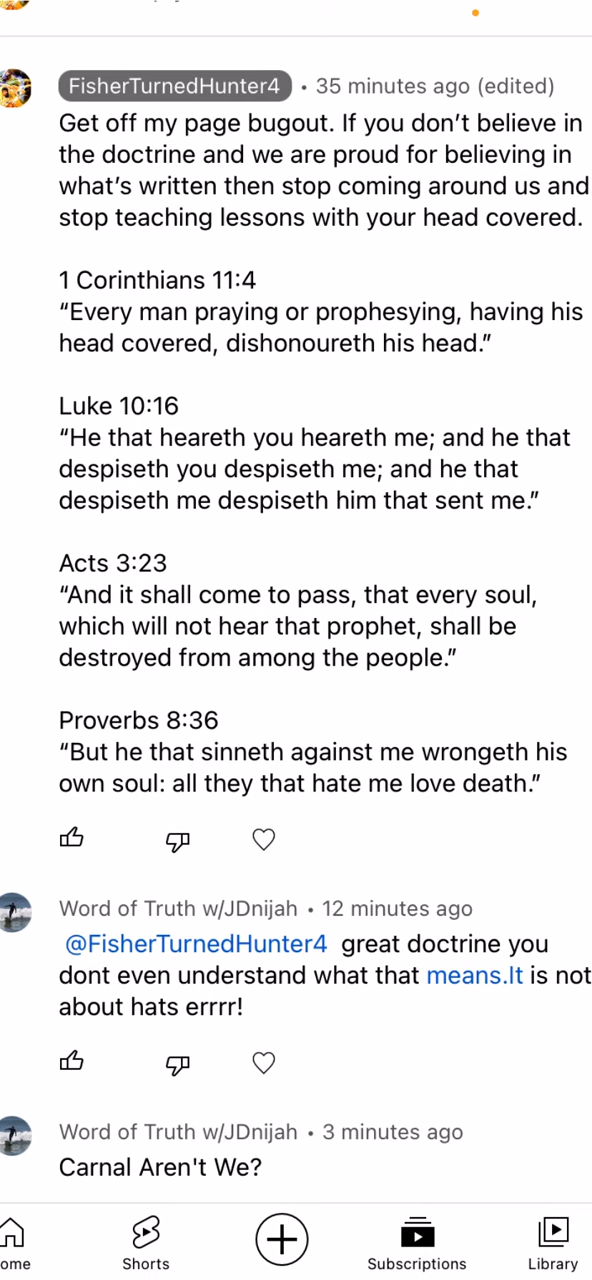 FisherTurnedHunter4 • 35 minutes ago (edited)
Get off my page bugout. If you don't believe in
the doctrine and we are proud for believing in
what's written then stop coming around us and
stop teaching lessons with your head covered.
1 Corinthians 11:4
“Every man praying or prophesying, having his
head covered, dishonoureth his head.”
Luke 10:16
“He that heareth you heareth me; and he that
despiseth you despiseth me; and he that
despiseth me despiseth him that sent me.”
Acts 3:23
“And it shall come to pass, that every soul,
which will not hear that prophet, shall be
destroyed from among the people.”
Proverbs 8:36
“But he that sinneth against me wrongeth his
own soul: all they that hate me love death.”
Word of Truth w/JDnijah • 12 minutes ago
@FisherTurnedHunter4 great doctrine you
dont even understand what that means.It is not
about hats errrr!
Word of Truth w/JDnijah • 3 minutes ago
Carnal Aren't We?
ome Shorts Subscriptions Library